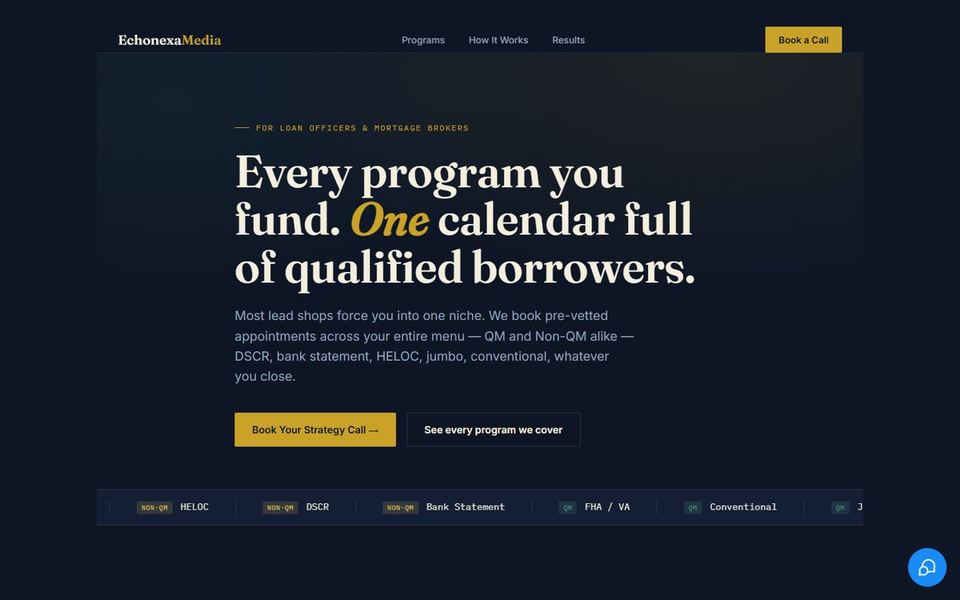 EchonexaMedia
Programs
How It Works
Results
Book a Call
FOR LOAN OFFICERS & MORTGAGE BROKERS
Every program you
fund. One calendar full
of qualified borrowers.
Most lead shops force you into one niche. We book pre-vetted
appointments across your entire menu — QM and Non-QM alike —
DSCR, bank statement, HELOC, jumbo, conventional, whatever
you close.
Book Your Strategy Call →
See every program we cover
NON-QM HELOC
NON-QM DSCR
NON-QM Bank Statement
QM FHA / VA
QM Conventional
QM J